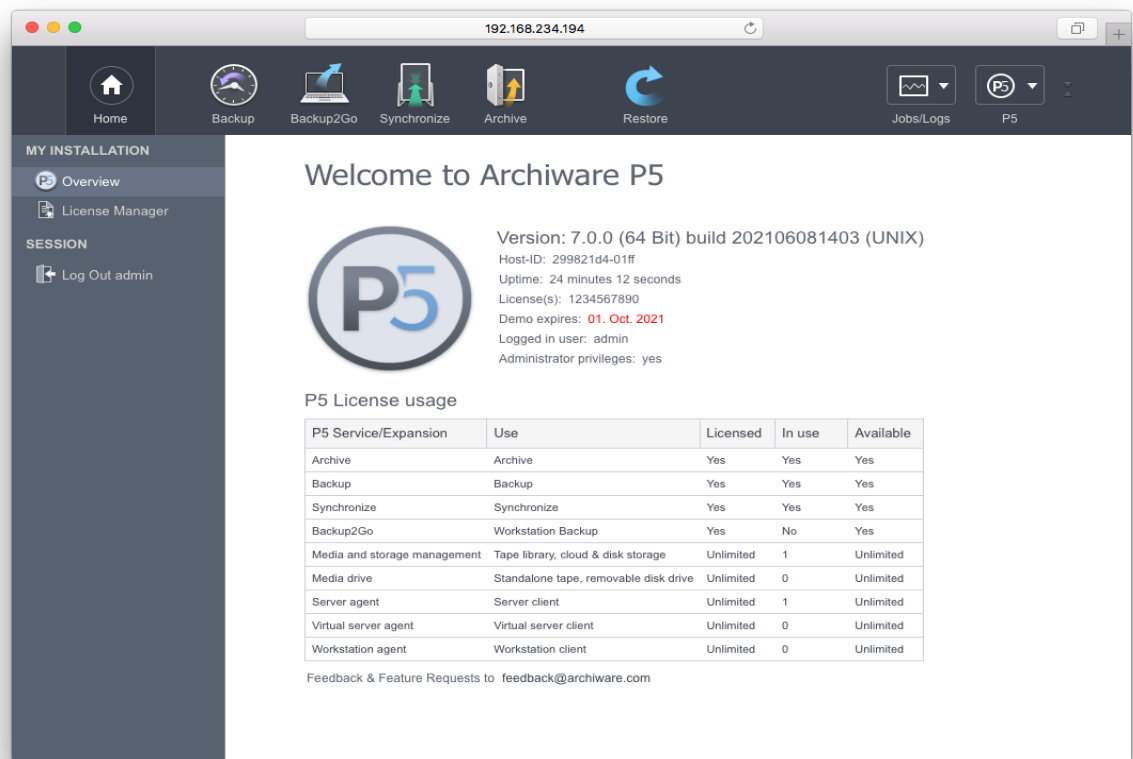 192.168.234.194
Home
Backup
Backup2Go
Synchronize
Archive
Restore
Jobs/Logs
P5
P5
MY INSTALLATION
P5 Overview
License Manager
SESSION
Log Out admin
Welcome to Archiware P5
P5
Version: 7.0.0 (64 Bit) build 202106081403 (UNIX)
Host-ID: 299821d4-01ff
Uptime: 24 minutes 12 seconds
License(s): 1234567890
Demo expires: 01. Oct. 2021
Logged in user: admin
Administrator privileges: yes
P5 License usage
P5 Service/Expansion Use Licensed In use Available
Archive Archive Yes Yes Yes
Backup Backup Yes Yes Yes
Synchronize Synchronize Yes Yes Yes
Backup2Go Workstation Backup Yes No Yes
Media and storage management Tape library, cloud & disk storage Unlimited 1 Unlimited
Media drive Standalone tape, removable disk drive Unlimited 0 Unlimited
Server agent Server client Unlimited 1 Unlimited
Virtual server agent Virtual server client Unlimited 0 Unlimited
Workstation agent Workstation client Unlimited 0 Unlimited
Feedback & Feature Requests to feedback@archiware.com